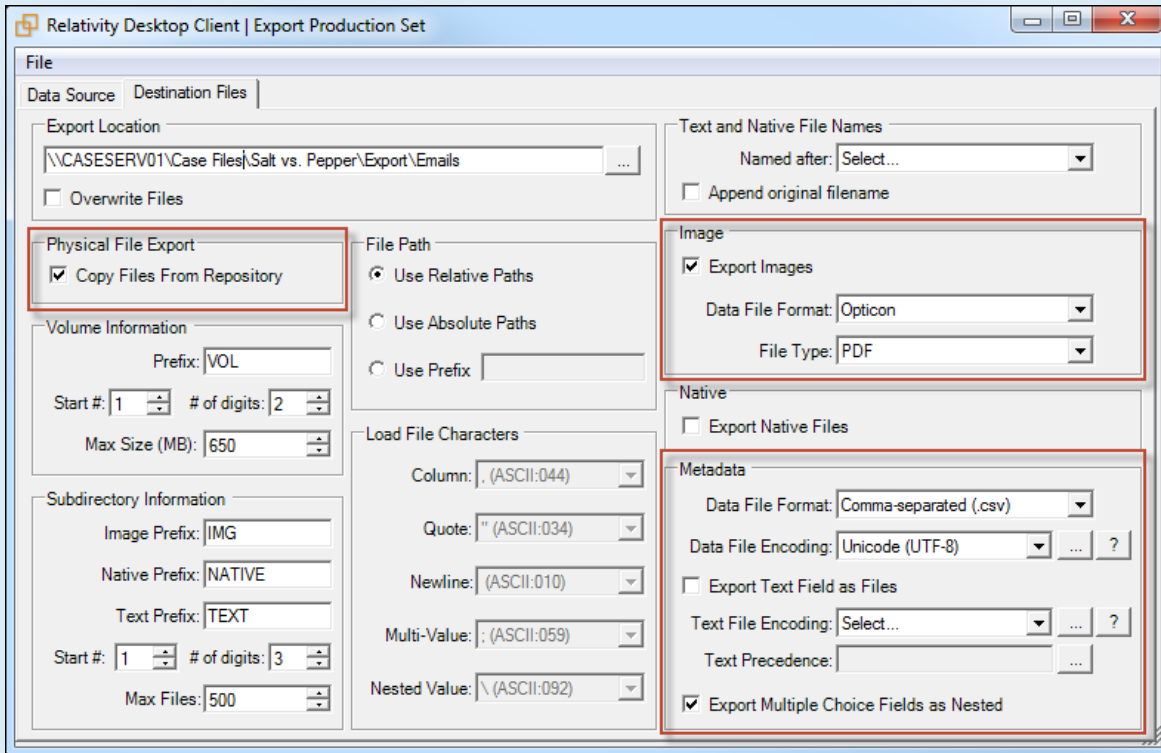 Relativity Desktop Client | Export Production Set
File
Data Source Destination Files
Export Location
\\CASESERV01\Case Files\Salt vs. Pepper\Export\Emails ...
Overwrite Files
Physical File Export
Copy Files From Repository
Volume Information
Prefix: VOL
Start #: 1 # of digits: 2
Max Size (MB): 650
Subdirectory Information
Image Prefix: IMG
Native Prefix: NATIVE
Text Prefix: TEXT
Start #: 1 # of digits: 3
Max Files: 500
File Path
Use Relative Paths
Use Absolute Paths
Use Prefix
Load File Characters
Column: , (ASCII:044)
Quote: " (ASCII:034)
Newline: (ASCII:010)
Multi-Value: ; (ASCII:059)
Nested Value: \ (ASCII:092)
Text and Native File Names
Named after: Select...
Append original filename
Image
Export Images
Data File Format: Opticon
File Type: PDF
Native
Export Native Files
Metadata
Data File Format: Comma-separated (.csv)
Data File Encoding: Unicode (UTF-8) ... ?
Export Text Field as Files
Text File Encoding: Select... ... ?
Text Precedence: ...
Export Multiple Choice Fields as Nested